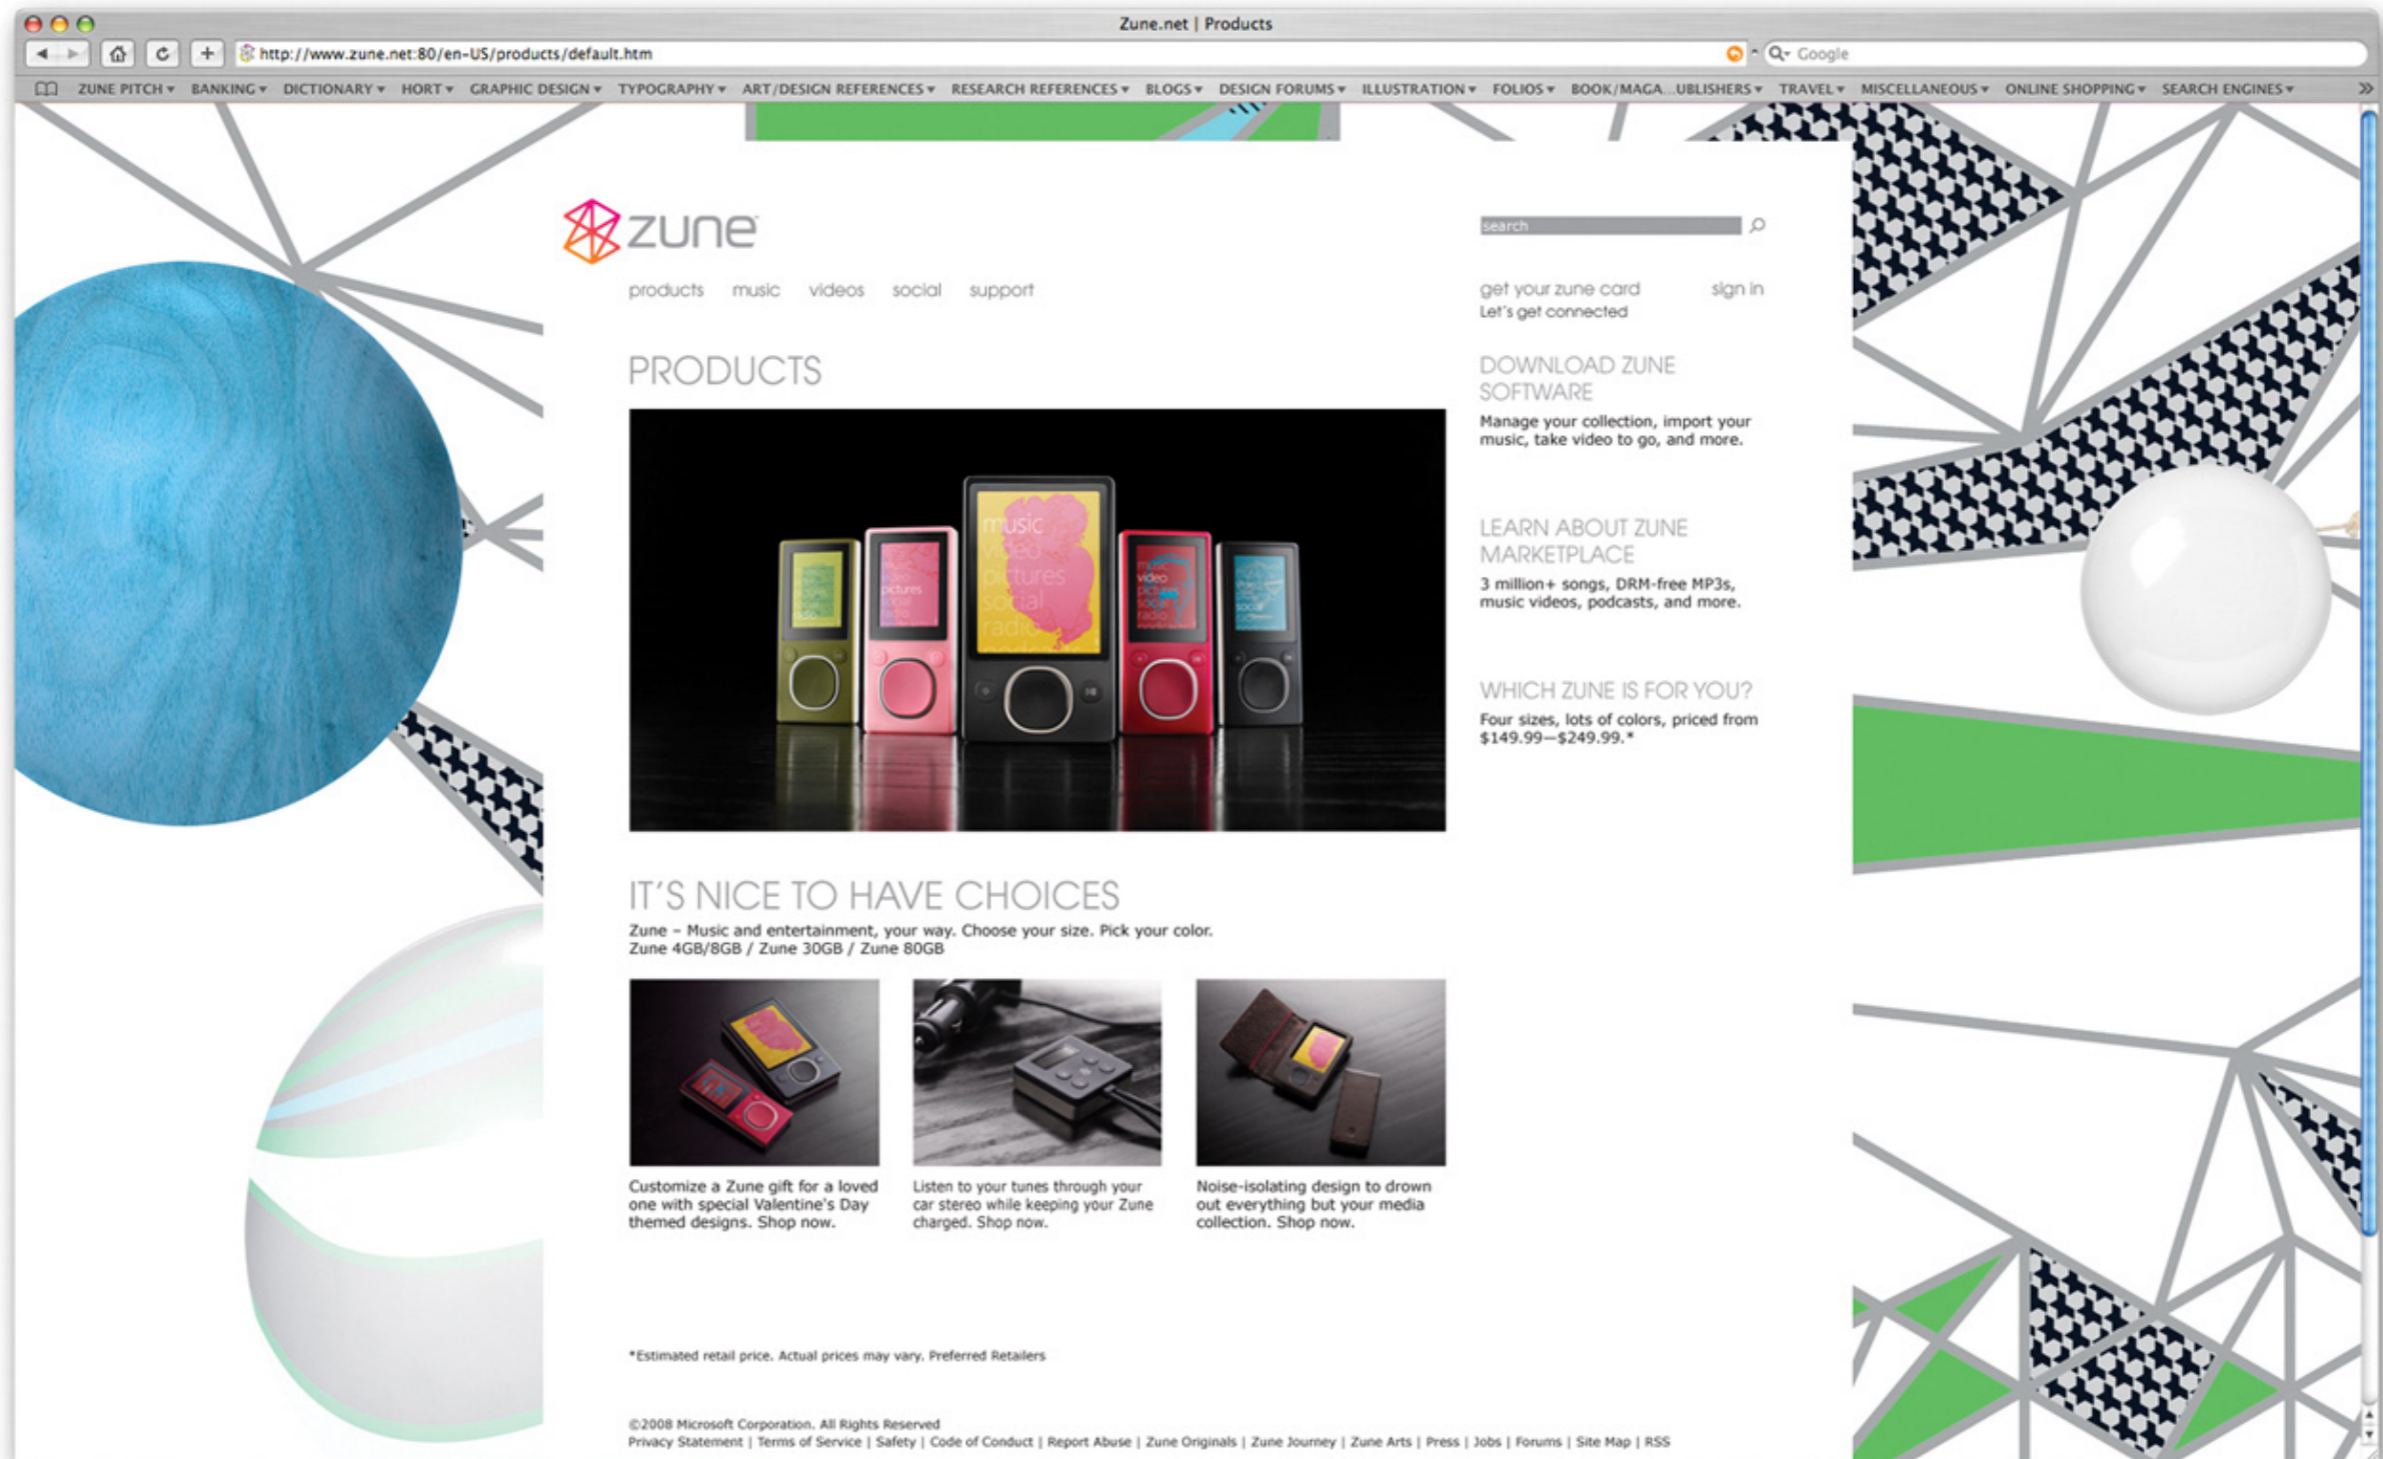 Zune.net | Products
http://www.zune.net:80/en-US/products/default.htm
Google
ZUNE PITCH BANKING DICTIONARY HORT GRAPHIC DESIGN TYPOGRAPHY ART/DESIGN REFERENCES RESEARCH REFERENCES BLOGS DESIGN FORUMS ILLUSTRATION FOLIOS BOOK/MAGA...UBLISHERS TRAVEL MISCELLANEOUS ONLINE SHOPPING SEARCH ENGINES
zune
search
products music videos social support
get your zune card sign in
Let's get connected
PRODUCTS
music
video
pictures
social
radio
pictures
video
social
DOWNLOAD ZUNE
SOFTWARE
Manage your collection, import your
music, take video to go, and more.
LEARN ABOUT ZUNE
MARKETPLACE
3 million+ songs, DRM-free MP3s,
music videos, podcasts, and more.
WHICH ZUNE IS FOR YOU?
Four sizes, lots of colors, priced from
$149.99—$249.99.*
IT'S NICE TO HAVE CHOICES
Zune – Music and entertainment, your way. Choose your size. Pick your color.
Zune 4GB/8GB / Zune 30GB / Zune 80GB
Customize a Zune gift for a loved
one with special Valentine's Day
themed designs. Shop now.
Listen to your tunes through your
car stereo while keeping your Zune
charged. Shop now.
Noise-isolating design to drown
out everything but your media
collection. Shop now.
*Estimated retail price. Actual prices may vary. Preferred Retailers
©2008 Microsoft Corporation. All Rights Reserved
Privacy Statement | Terms of Service | Safety | Code of Conduct | Report Abuse | Zune Originals | Zune Journey | Zune Arts | Press | Jobs | Forums | Site Map | RSS